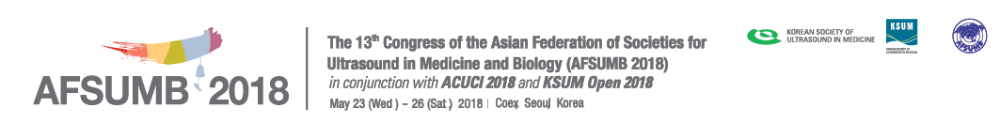 AFSUMB 2018
The 13th Congress of the Asian Federation of Societies for
Ultrasound in Medicine and Biology (AFSUMB 2018)
in conjunction with ACUCI 2018 and KSUM Open 2018
May 23 (Wed.) – 26 (Sat.), 2018 | Coex, Seoul, Korea
KOREAN SOCIETY OF
ULTRASOUND IN MEDICINE
KSUM
KOREAN SOCIETY OF
ULTRASOUND IN MEDICINE
AFSUMB